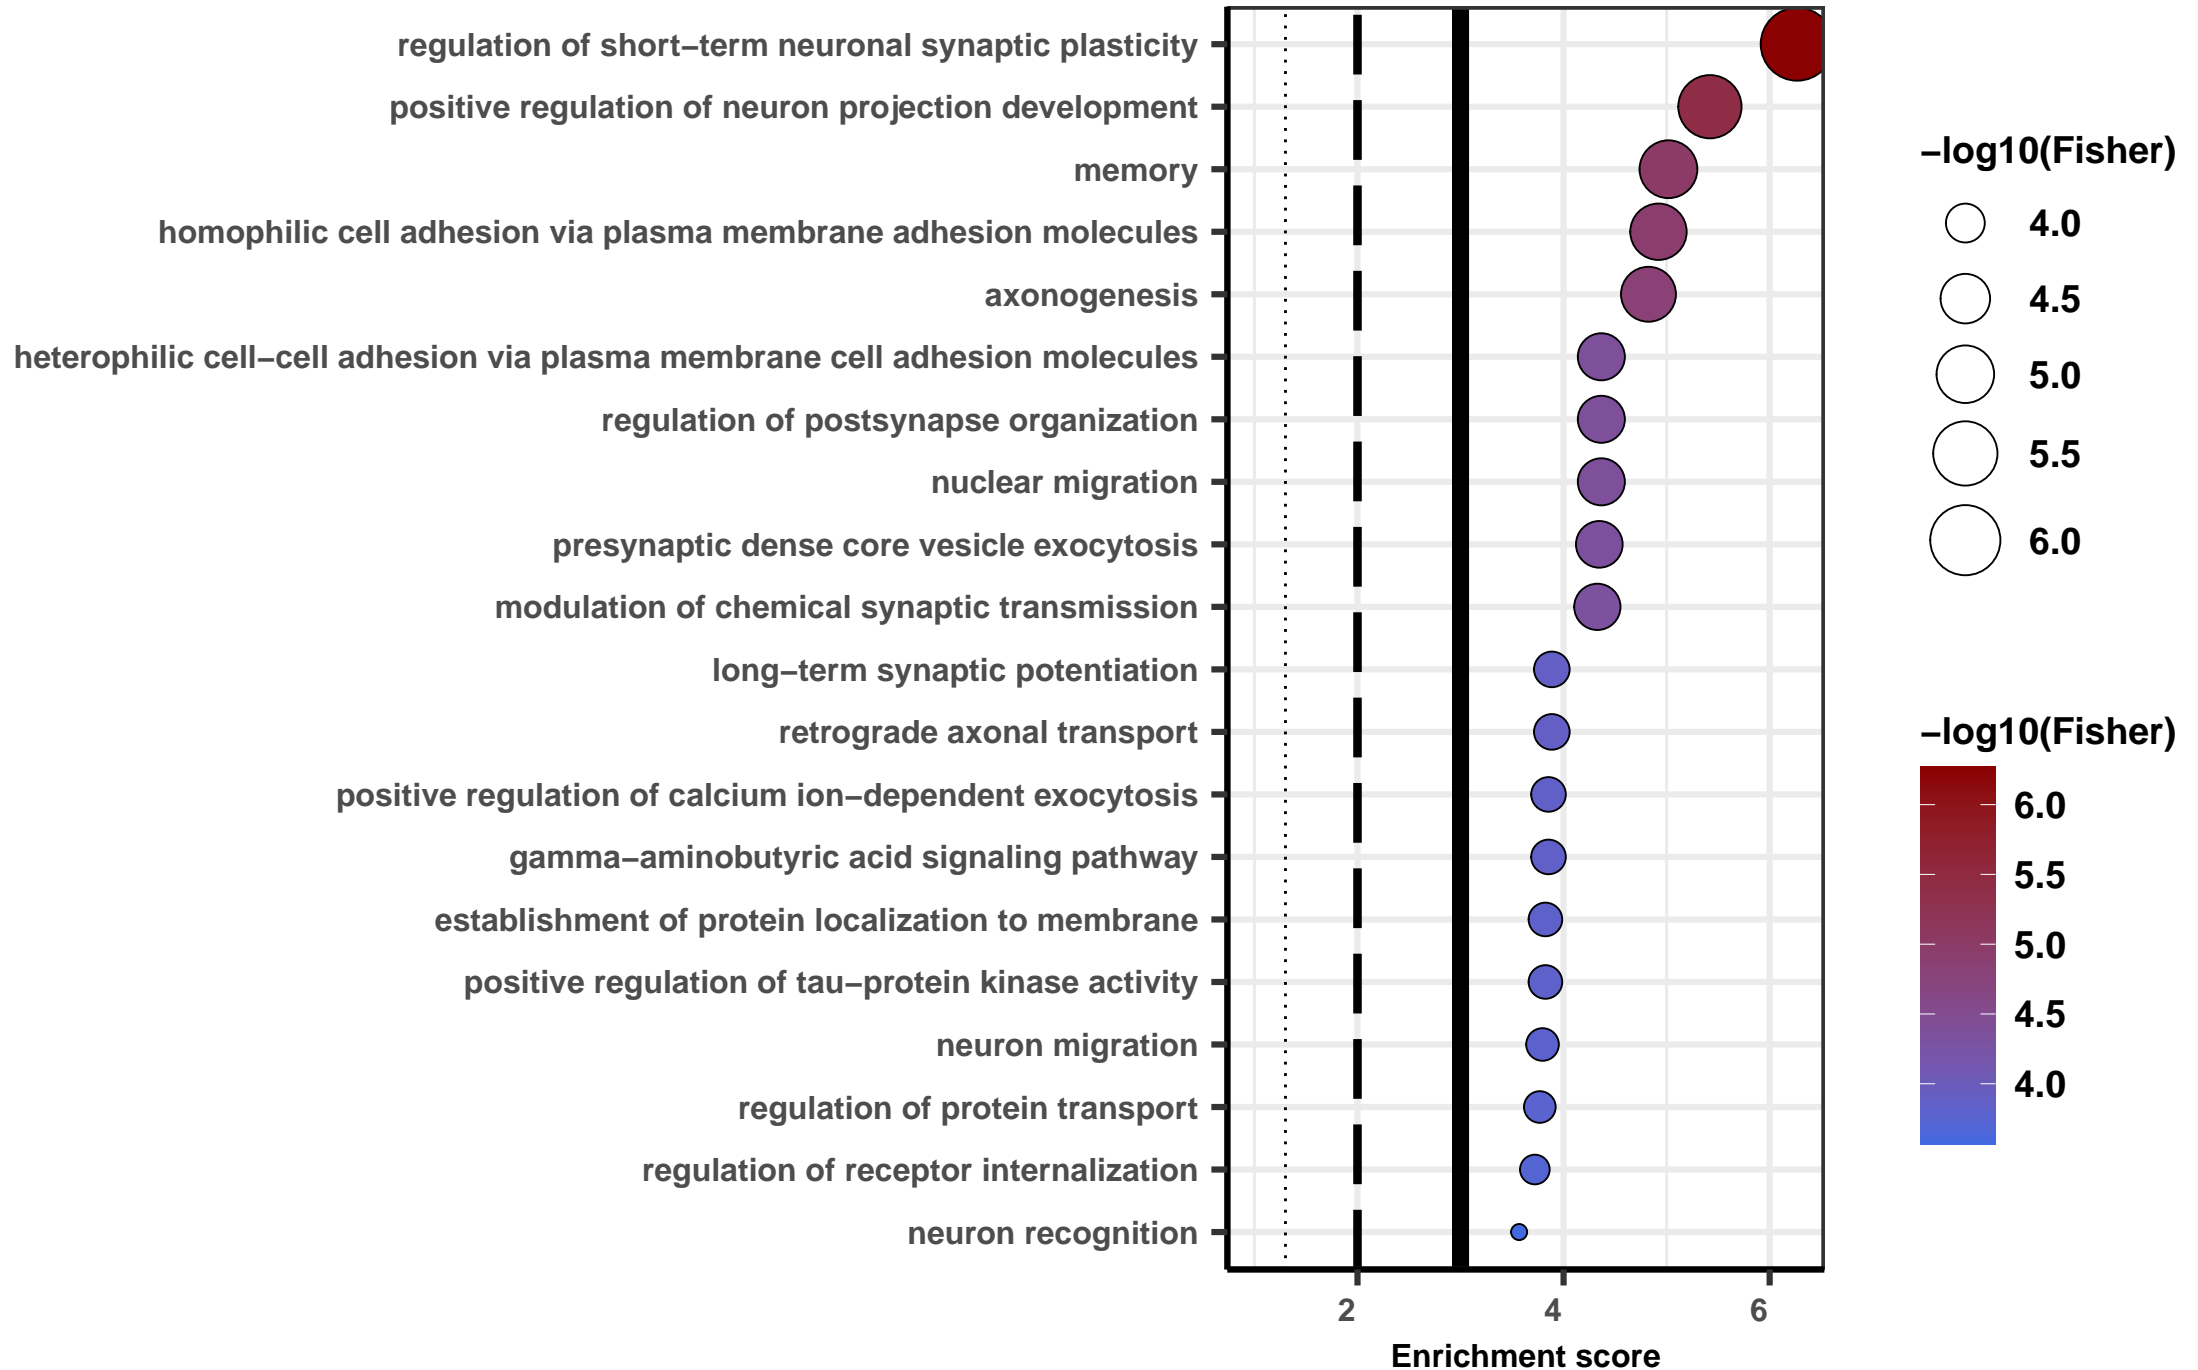 regulation of short−term neuronal synaptic plasticity
positive regulation of neuron projection development
memory
homophilic cell adhesion via plasma membrane adhesion molecules
axonogenesis
heterophilic cell−cell adhesion via plasma membrane cell adhesion molecules
regulation of postsynapse organization
nuclear migration
presynaptic dense core vesicle exocytosis
modulation of chemical synaptic transmission
long−term synaptic potentiation
retrograde axonal transport
positive regulation of calcium ion−dependent exocytosis
gamma−aminobutyric acid signaling pathway
establishment of protein localization to membrane
positive regulation of tau−protein kinase activity
neuron migration
regulation of protein transport
regulation of receptor internalization
neuron recognition
2 4 6
Enrichment score
−log10(Fisher)
4.0
4.5
5.0
5.5
6.0
−log10(Fisher)
6.0
5.5
5.0
4.5
4.0